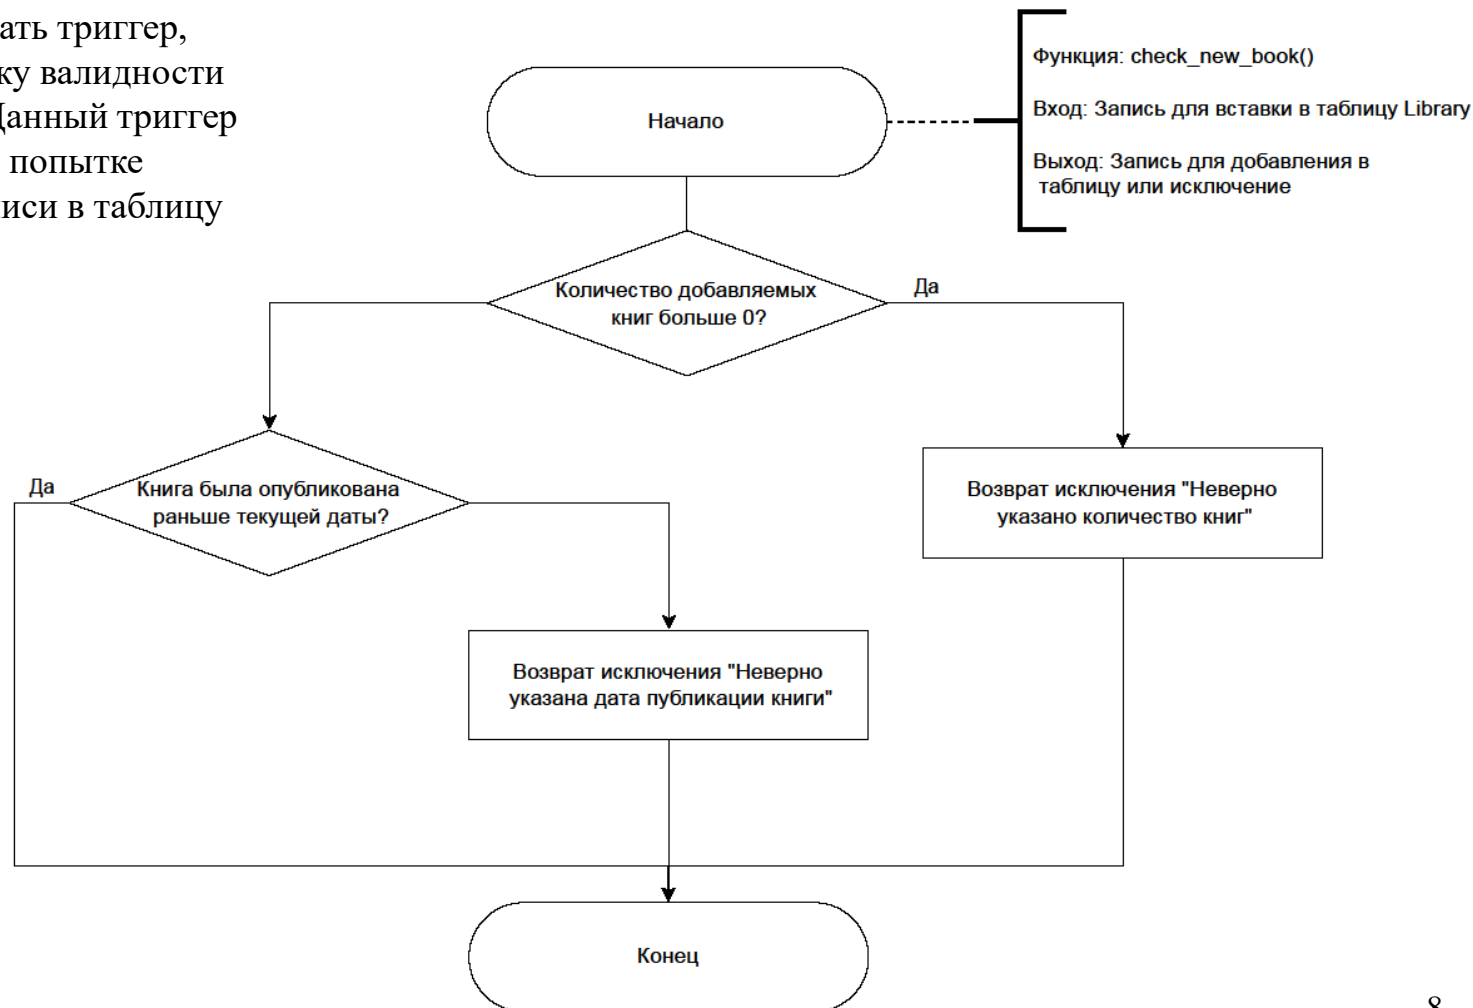 ать триггер,
ку валидности
Данный триггер
попытке
иси в таблицу
Начало
Функция: check_new_book()
Вход: Запись для вставки в таблицу Library
Выход: Запись для добавления в
таблицу или исключение
Количество добавляемых
книг больше 0?
Да
Да
Книга была опубликована
раньше текущей даты?
Возврат исключения "Неверно
указано количество книг"
Возврат исключения "Неверно
указана дата публикации книги"
Конец
8